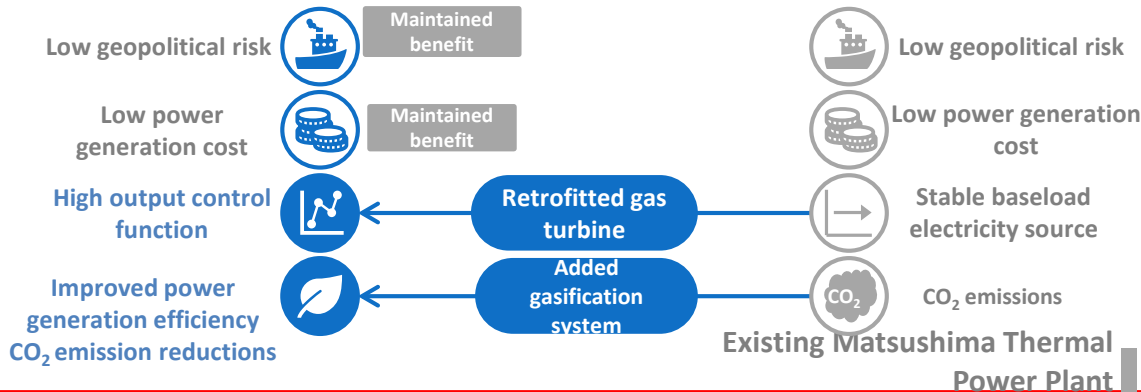 Low geopolitical risk
Maintained
benefit
Low geopolitical risk
Low power
generation cost
Maintained
benefit
Low power generation
cost
High output control
function
Retrofitted gas
turbine
Stable baseload
electricity source
Improved power
generation efficiency
CO₂ emission reductions
Added
gasification
system
CO₂
CO₂ emissions
Existing Matsushima Thermal
Power Plant